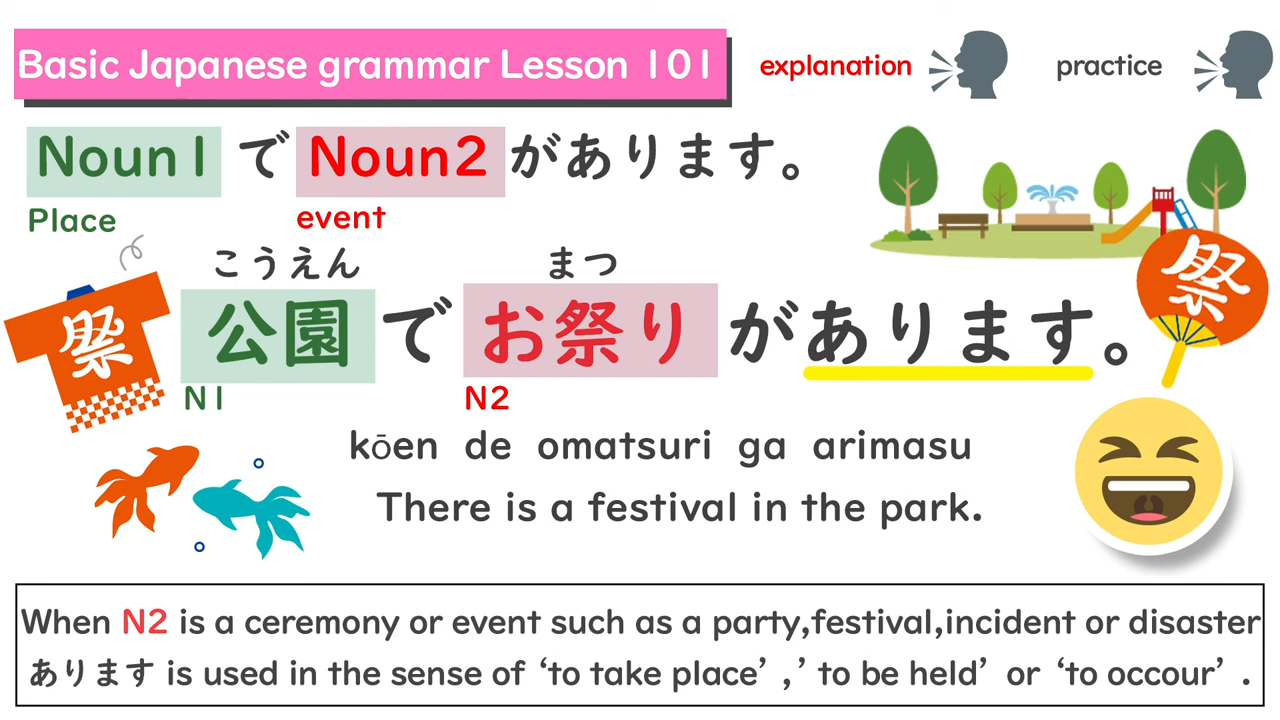 Basic Japanese grammar Lesson 101
explanation
practice
Noun1 で Noun2 があります。
Place
event
こうえん
まつ
公園 で お祭り があります。
祭
祭
N1
N2
kōen de omatsuri ga arimasu
There is a festival in the park.
When N2 is a ceremony or event such as a party,festival,incident or disaster
あります is used in the sense of ‘to take place’ ,’ to be held’ or ‘to occour’ .